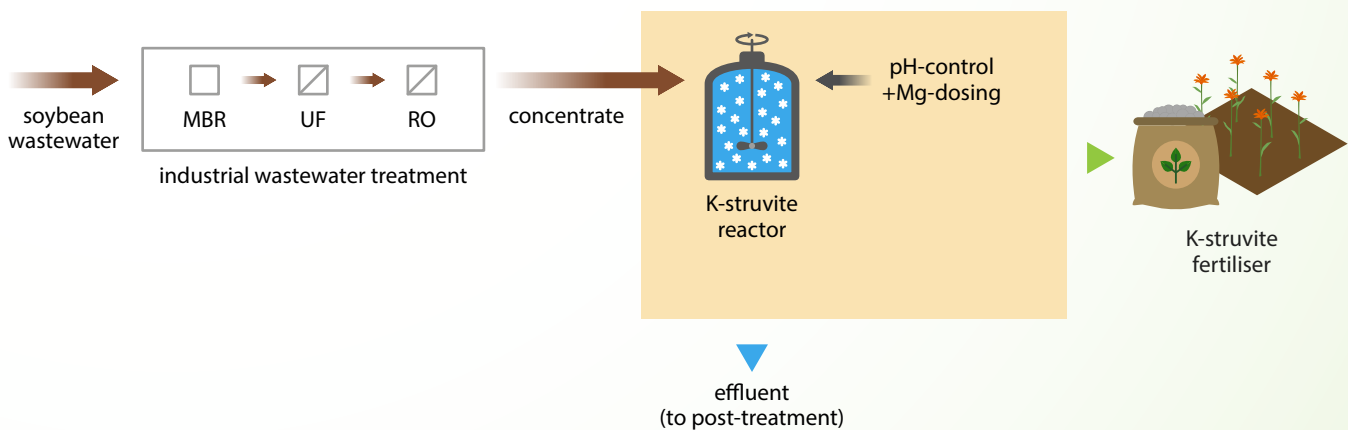 soybean
wastewater
MBR
UF
RO
industrial wastewater treatment
concentrate
K-struvite
reactor
pH-control
+Mg-dosing
effluent
(to post-treatment)
K-struvite
fertiliser